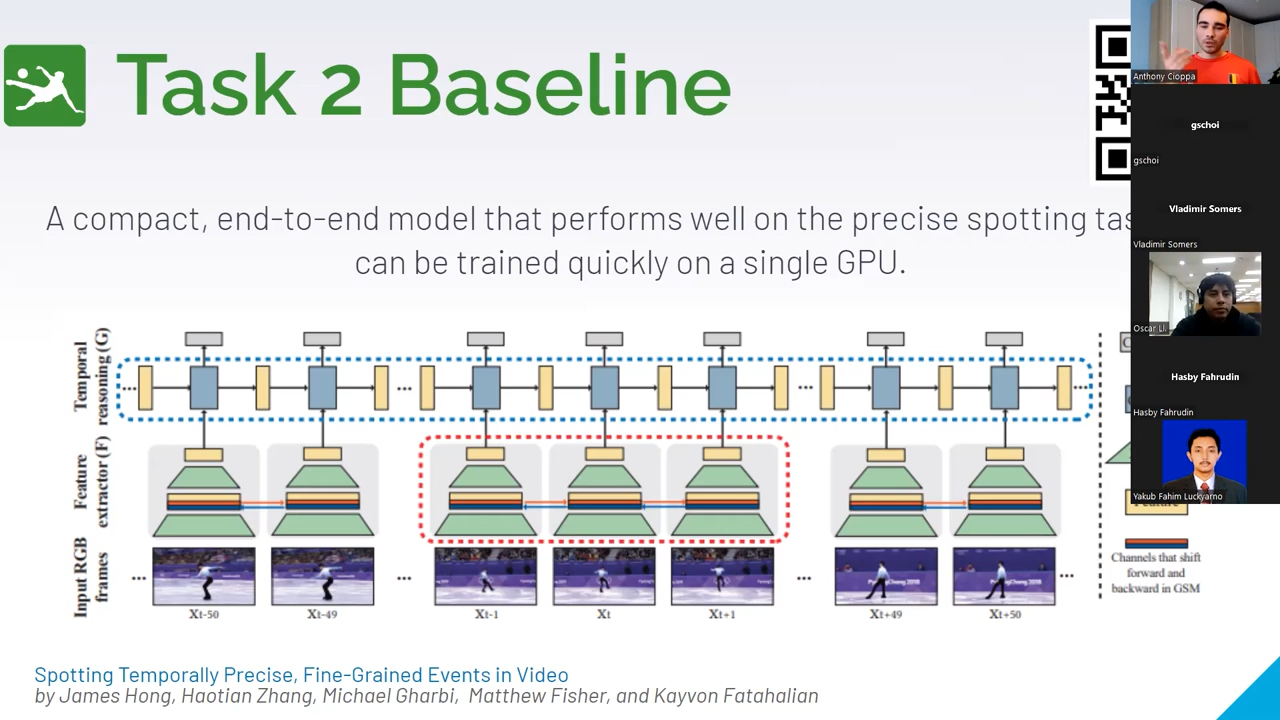 Task 2 Baseline
A compact, end-to-end model that performs well on the precise spotting
can be trained quickly on a single GPU.
Temporal
reasoning (G)
Feature
extractor (F)
Input RGB
frames
Xt-50
Xt-49
Xt-1
Xt
Xt+1
Xt+49
Xt+50
Channels that shift
forward and
backward in GSM
Spotting Temporally Precise, Fine-Grained Events in Video
by James Hong, Haotian Zhang, Michael Gharbi, Matthew Fisher, and Kayvon Fatahalian
Anthony Cioppa
gschoi
gschoi
Vladimir Somers
Vladimir Somers
Oscar Ll.
Hasby Fahrudin
Hasby Fahrudin
Yakub Fahim Luckyarno